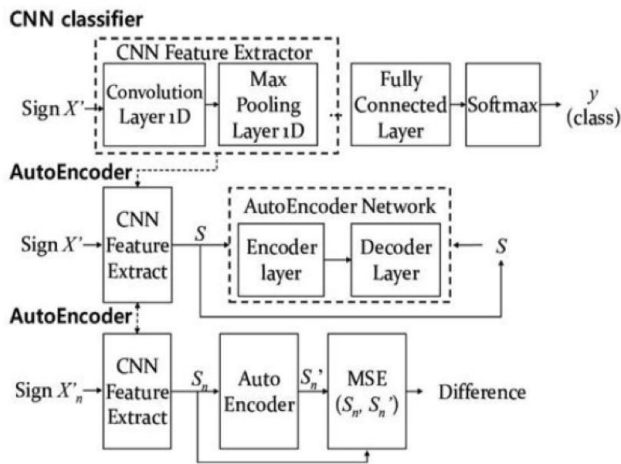 CNN classifier
CNN Feature Extractor
Sign X'
Convolution
Layer 1D
Max
Pooling
Layer 1D
...
Fully
Connected
Layer
Softmax
y
(class)
AutoEncoder
Sign X'
CNN
Feature
Extract
S
AutoEncoder Network
Encoder
layer
Decoder
Layer
S
AutoEncoder
Sign X'n
CNN
Feature
Extract
Sn
Auto
Encoder
Sn'
MSE
(Sn, Sn')
Difference